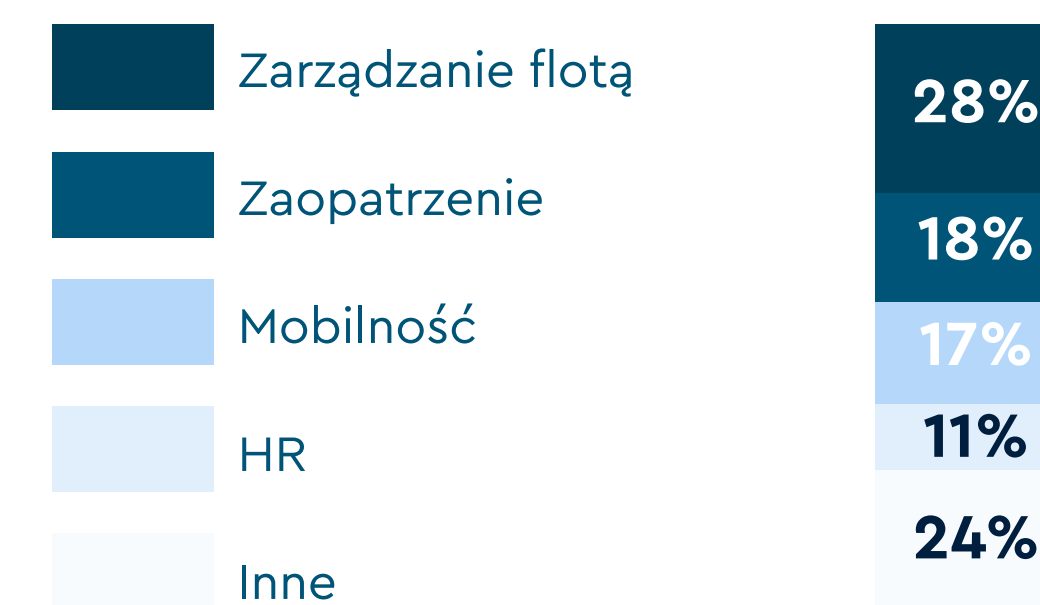 Zarządzanie flotą
Zaopatrzenie
Mobilność
HR
Inne
28%
18%
17%
11%
24%